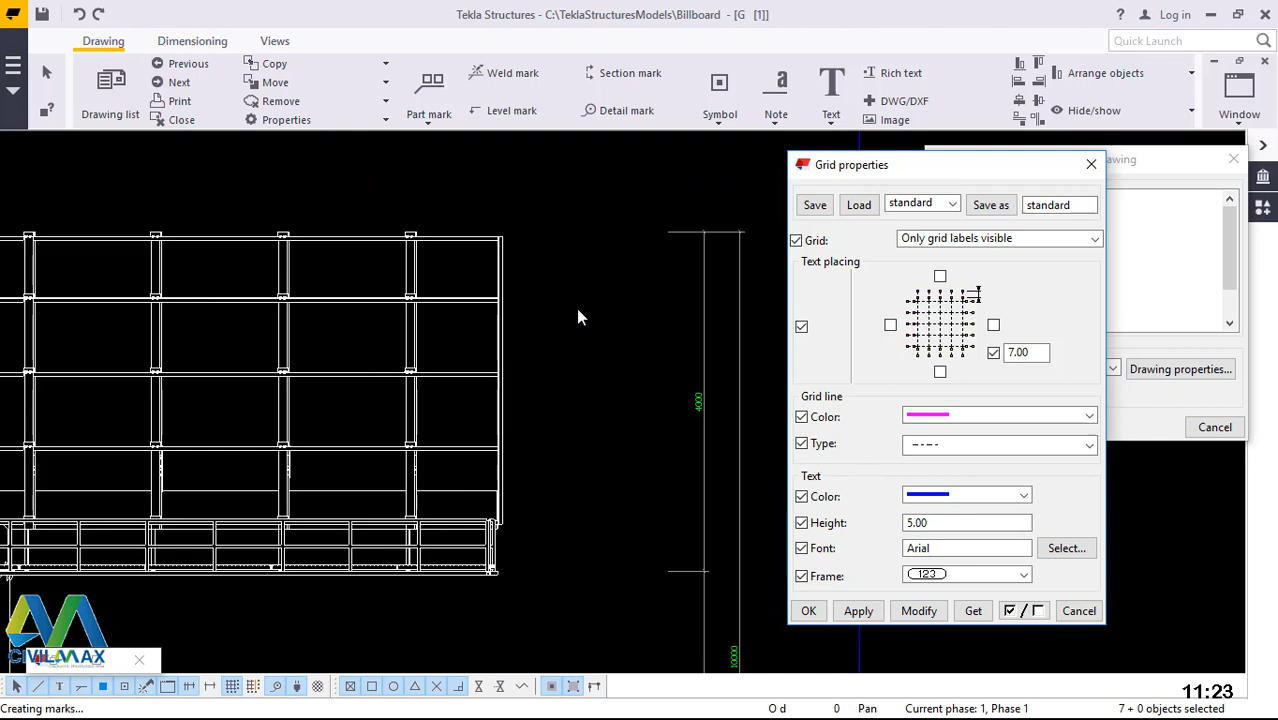 Tekla Structures - C:\TeklaStructuresModels\Billboard - [G [1]]
Log in
Drawing
Dimensioning
Views
Quick Launch
Drawing list
Previous
Next
Print
Close
Copy
Move
Remove
Properties
Part mark
Weld mark
Level mark
Section mark
Detail mark
Symbol
Note
Text
Rich text
DWG/DXF
Image
Arrange objects
Hide/show
Window
Grid properties
Save
Load
standard
Save as
standard
Grid:
Only grid labels visible
Text placing
7.00
Grid line
Color:
Type:
Text
Color:
Height:
5.00
Font:
Arial
Select...
Frame:
123
OK
Apply
Modify
Get
/
Cancel
Drawing properties...
Cancel
4000
10000
CIVILMAX
11:23
Creating marks...
O d
0
Pan
Current phase: 1, Phase 1
7 + 0 objects selected